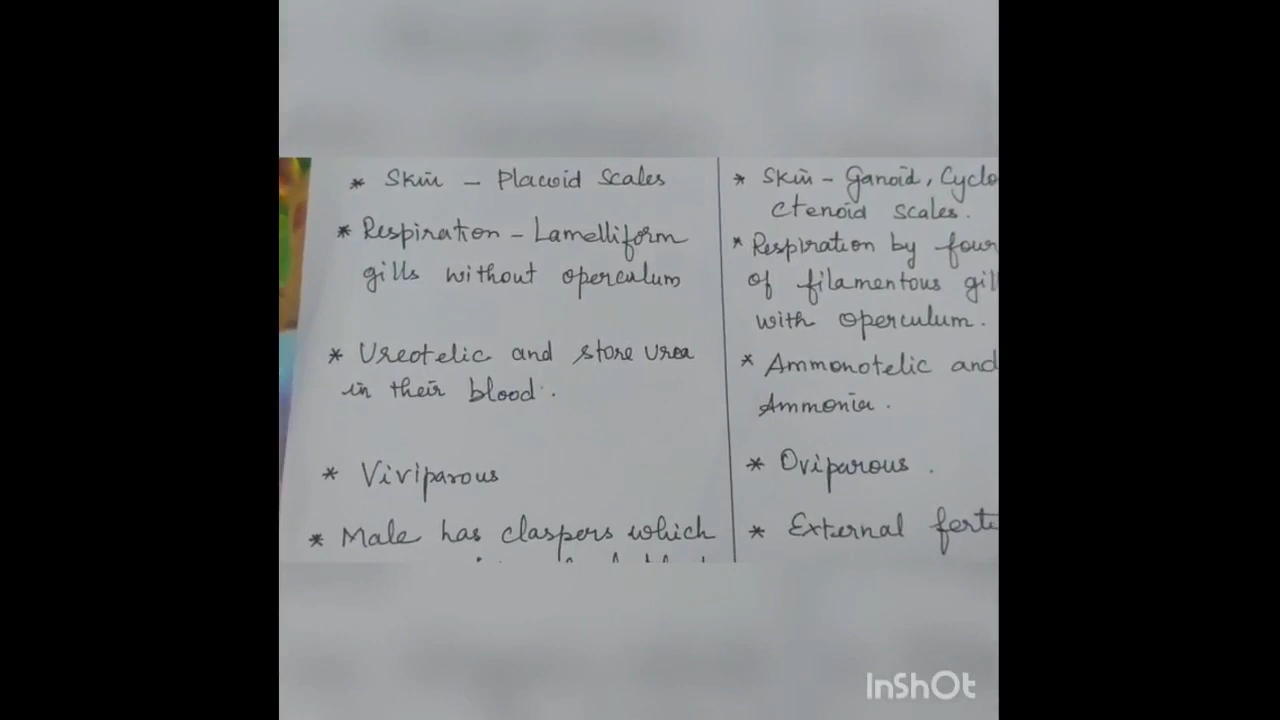 * Skin - Placoid Scales
* Respiration - Lamelliform
gills without operculum
* Ureotelic and store urea
in their blood.
* Viviparous
* Male has claspers which
* Skin - Ganoid, Cyclo
Ctenoid scales.
* Respiration by four
of filamentous gill
with operculum.
* Ammonotelic and
Ammonia.
* Oviparous.
* External ferti
InShOt